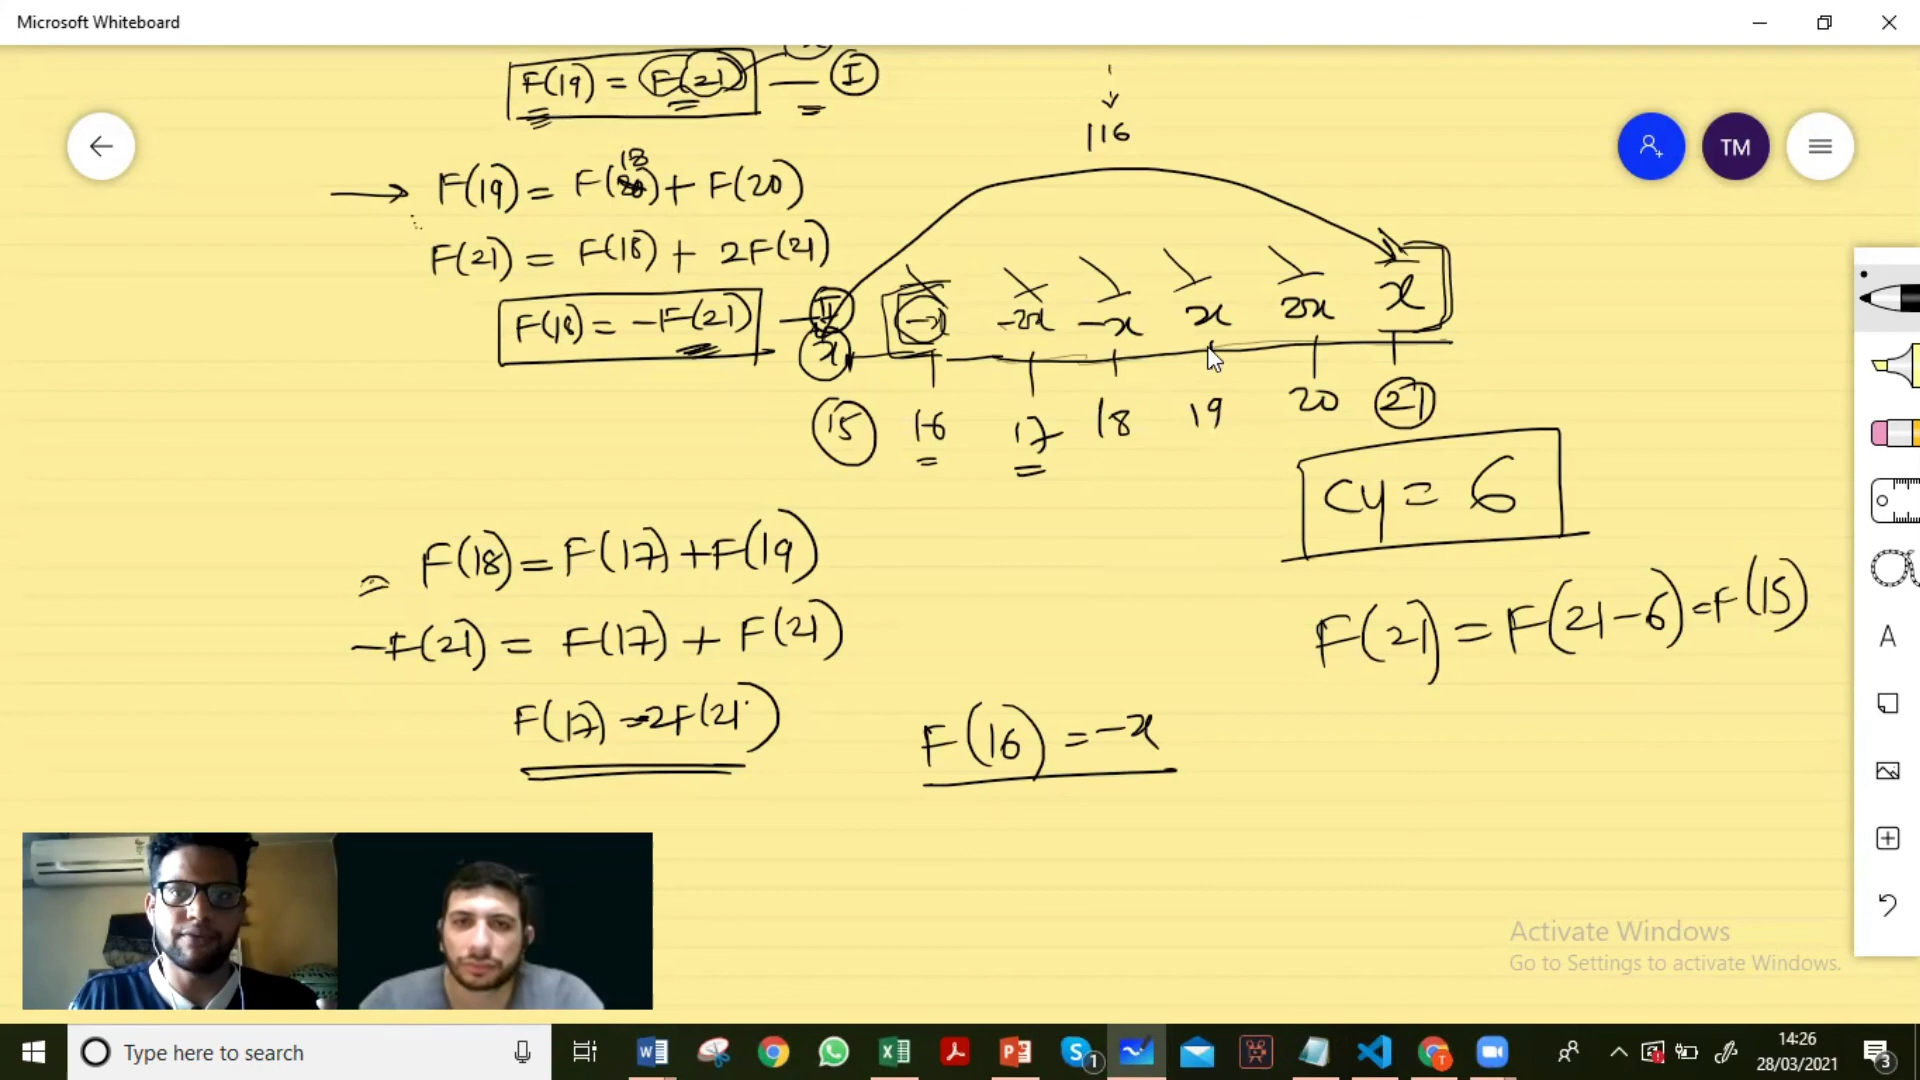 Microsoft Whiteboard
F(19) = F(21) — I
↓
116
TM
18
→ F(19) = F( ) + F(20)
F(21) = F(18) + 2F(21)
F(18) = -F(21) — II
x -x -2x -x x 2x x
15 16 17 18 19 20 21
CY = 6
= F(18) = F(17) + F(19)
-F(21) = F(17) + F(21)
F(21) = F(21-6) = F(15)
F(17) = -2F(21)
F(16) = -x
A
Activate Windows
Go to Settings to activate Windows.
Type here to search
1
14:26
28/03/2021
3